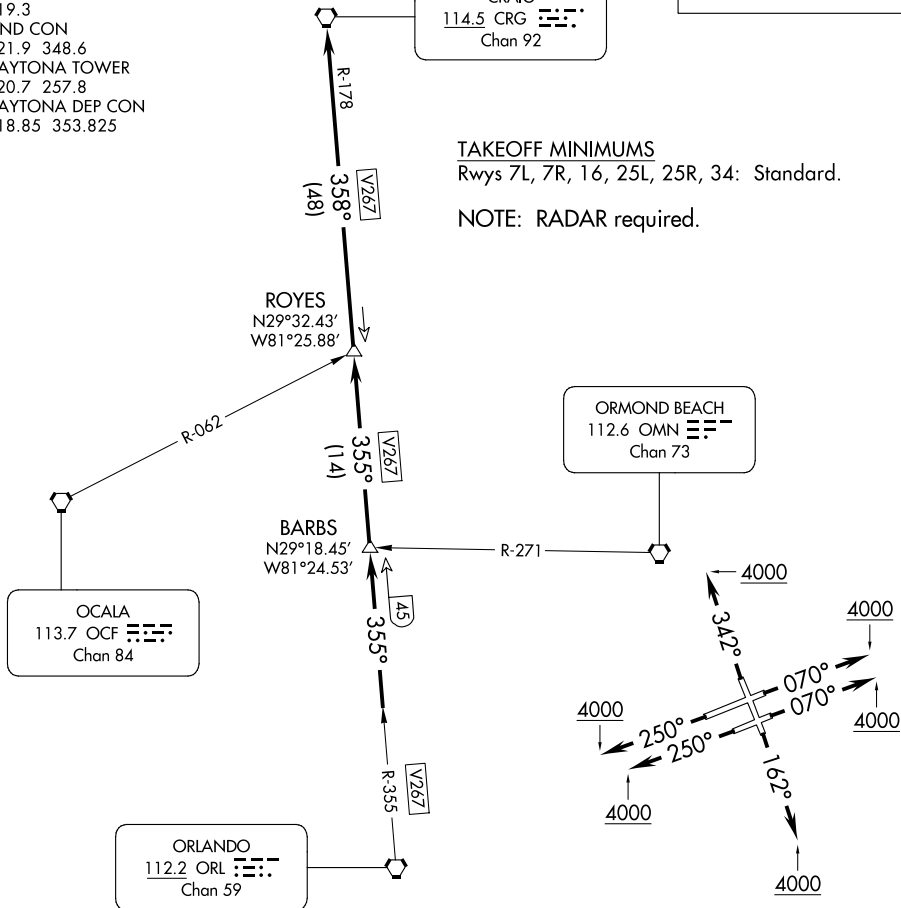 19.3
ND CON
21.9 348.6
AYTONA TOWER
20.7 257.8
AYTONA DEP CON
18.85 353.825
114.5 CRG
Chan 92
R-178
TAKEOFF MINIMUMS
Rwys 7L, 7R, 16, 25L, 25R, 34: Standard.
NOTE: RADAR required.
V267
358°
(48)
ROYES
N29°32.43′
W81°25.88′
R-062
V267
355°
(14)
ORMOND BEACH
112.6 OMN
Chan 73
BARBS
N29°18.45′
W81°24.53′
R-271
OCALA
113.7 OCF
Chan 84
45
355°
4000
342°
4000
070°
070°
4000
4000
250°
250°
4000
162°
4000
R-355
V267
ORLANDO
112.2 ORL
Chan 59